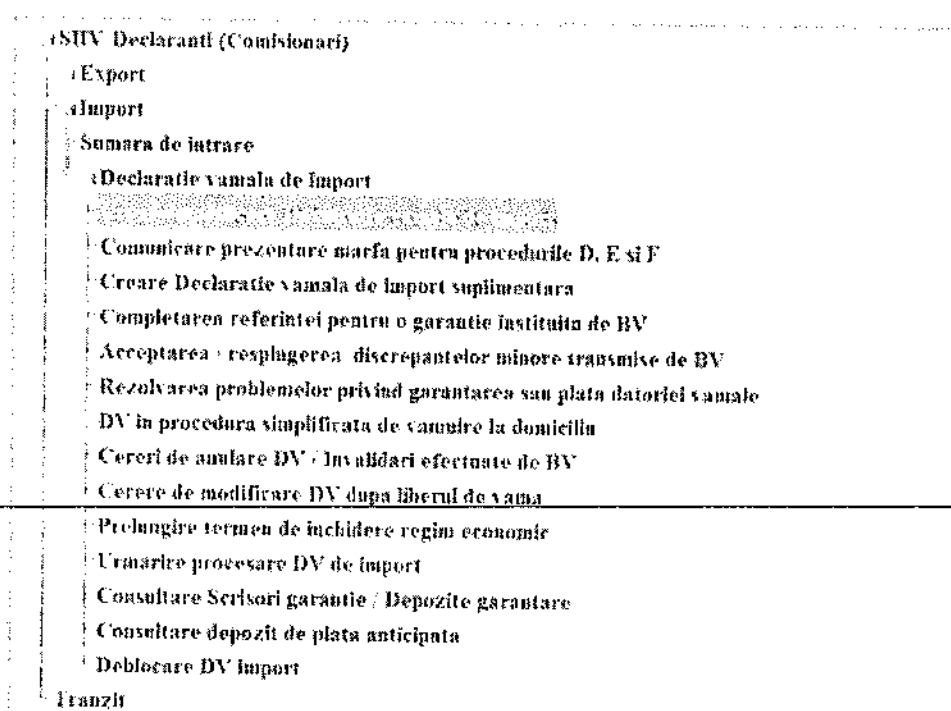 SIIV Declaranti (Comisionari)
Export
Import
Sumara de intrare
Declaratie vamala de Import
Comunicare prezentare marfa pentru procedurile D, E si F
Creare Declaratie vamala de Import suplimentara
Completarea referintei pentru o garantie instituita de BV
Acceptarea / respingerea discrepantelor minore transmise de BV
Rezolvarea problemelor privind garantarea sau plata datoriei vamale
DV in procedura simplificata de vamuire la domiciliu
Cereri de anulare DV / Invalidari efectuate de BV
Cerere de modificare DV dupa liberul de vama
Prelungire termen de inchidere regim economic
Urmarire procesare DV de import
Consultare Scrisori garantie / Depozite garantare
Consultare depozit de plata anticipata
Deblocare DV import
Tranzit